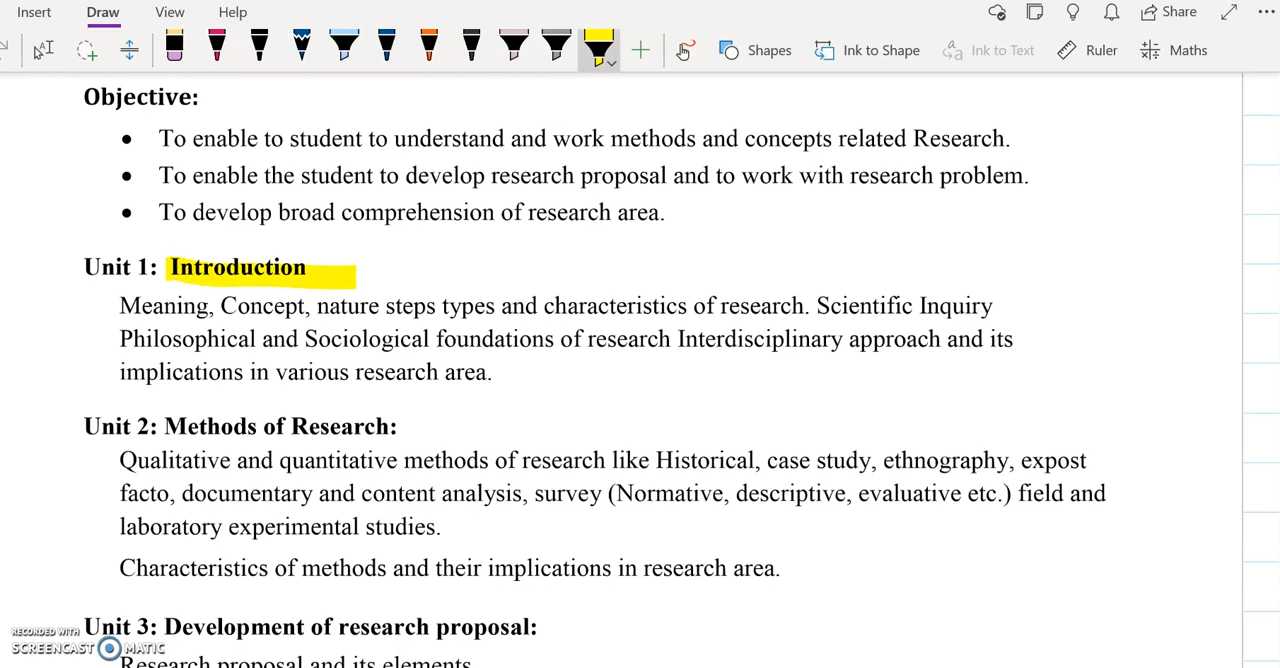 Insert Draw View Help Share
Shapes Ink to Shape Ink to Text Ruler Maths
Objective:
• To enable to student to understand and work methods and concepts related Research.
• To enable the student to develop research proposal and to work with research problem.
• To develop broad comprehension of research area.
Unit 1: Introduction
Meaning, Concept, nature steps types and characteristics of research. Scientific Inquiry
Philosophical and Sociological foundations of research Interdisciplinary approach and its
implications in various research area.
Unit 2: Methods of Research:
Qualitative and quantitative methods of research like Historical, case study, ethnography, expost
facto, documentary and content analysis, survey (Normative, descriptive, evaluative etc.) field and
laboratory experimental studies.
Characteristics of methods and their implications in research area.
Unit 3: Development of research proposal:
RECORDED WITH
SCREENCAST MATIC
Research proposal and its elements